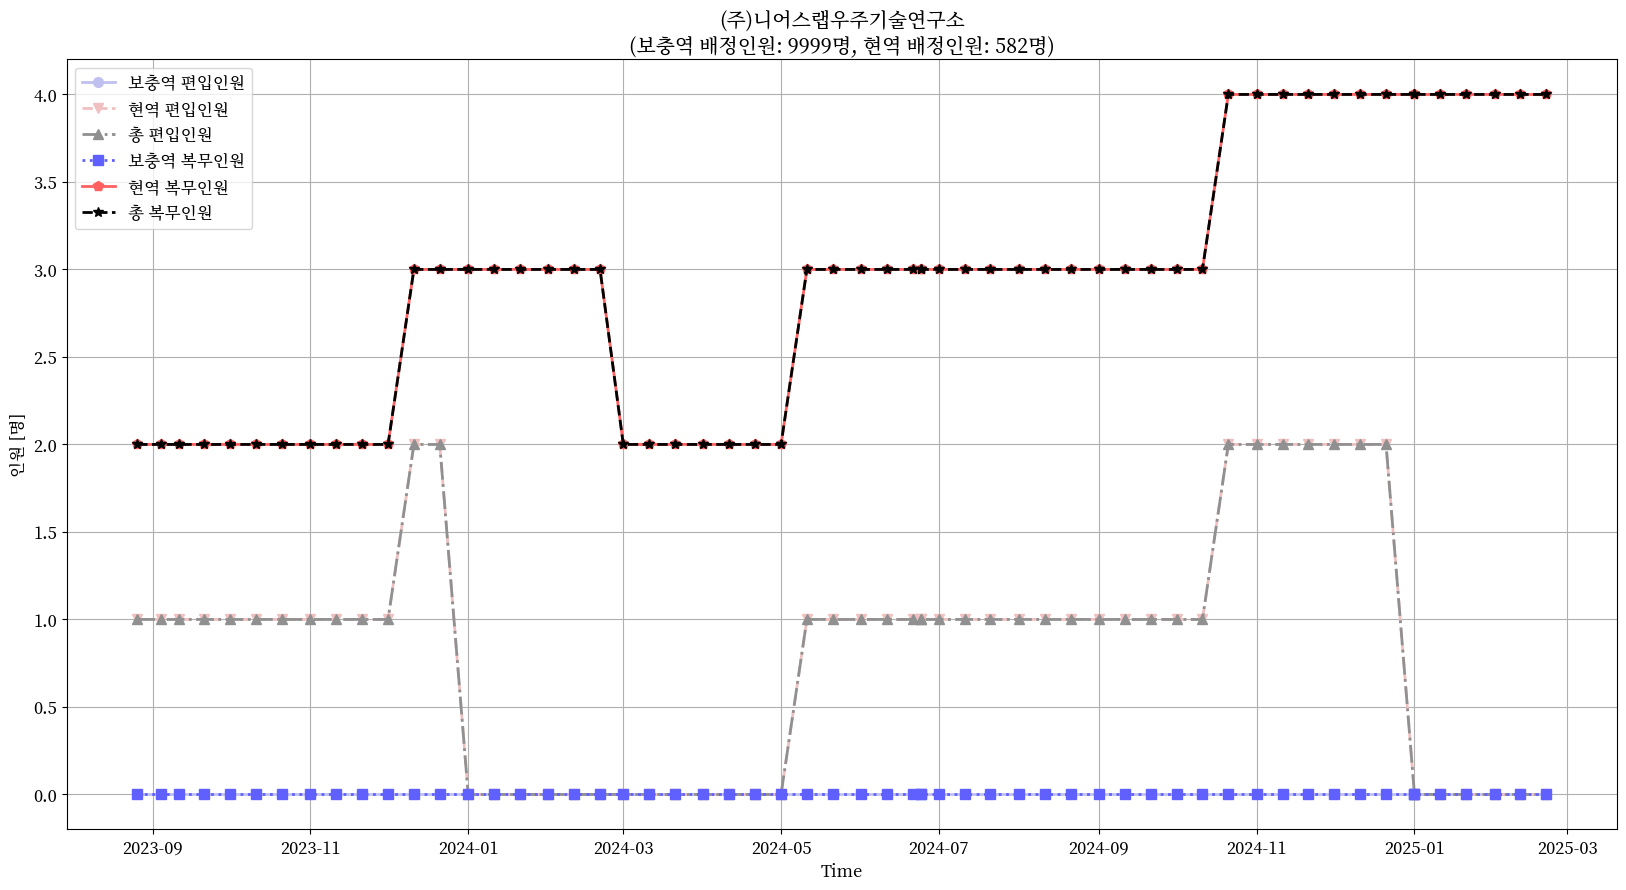 (주)니어스랩우주기술연구소
(보충역 배정인원: 9999명, 현역 배정인원: 582명)
보충역 편입인원
현역 편입인원
총 편입인원
보충역 복무인원
현역 복무인원
총 복무인원
인원 [명]
4.0
3.5
3.0
2.5
2.0
1.5
1.0
0.5
0.0
2023-09
2023-11
2024-01
2024-03
2024-05
2024-07
2024-09
2024-11
2025-01
2025-03
Time